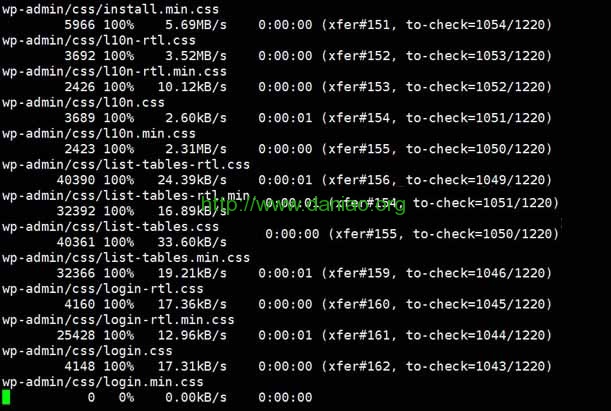 wp-admin/css/install.min.css
5966 100% 5.69MB/s 0:00:00 (xfer#151, to-check=1054/1220)
wp-admin/css/l10n-rtl.css
3692 100% 3.52MB/s 0:00:00 (xfer#152, to-check=1053/1220)
wp-admin/css/l10n-rtl.min.css
2426 100% 10.12kB/s 0:00:00 (xfer#153, to-check=1052/1220)
wp-admin/css/l10n.css
3689 100% 2.60kB/s 0:00:01 (xfer#154, to-check=1051/1220)
wp-admin/css/l10n.min.css
2423 100% 2.31MB/s 0:00:00 (xfer#155, to-check=1050/1220)
wp-admin/css/list-tables-rtl.css
40390 100% 24.39kB/s 0:00:01 (xfer#156, to-check=1049/1220)
wp-admin/css/list-tables-rtl.min
http://www.daniao.org
32392 100% 16.89kB/s 0:00:01 (xfer#154, to-check=1051/1220)
wp-admin/css/list-tables.css
40361 100% 33.60kB/s 0:00:00 (xfer#155, to-check=1050/1220)
wp-admin/css/list-tables.min.css
32366 100% 19.21kB/s 0:00:01 (xfer#159, to-check=1046/1220)
wp-admin/css/login-rtl.css
4160 100% 17.36kB/s 0:00:00 (xfer#160, to-check=1045/1220)
wp-admin/css/login-rtl.min.css
25428 100% 12.96kB/s 0:00:01 (xfer#161, to-check=1044/1220)
wp-admin/css/login.css
4148 100% 17.31kB/s 0:00:00 (xfer#162, to-check=1043/1220)
wp-admin/css/login.min.css
0 0% 0.00kB/s 0:00:00